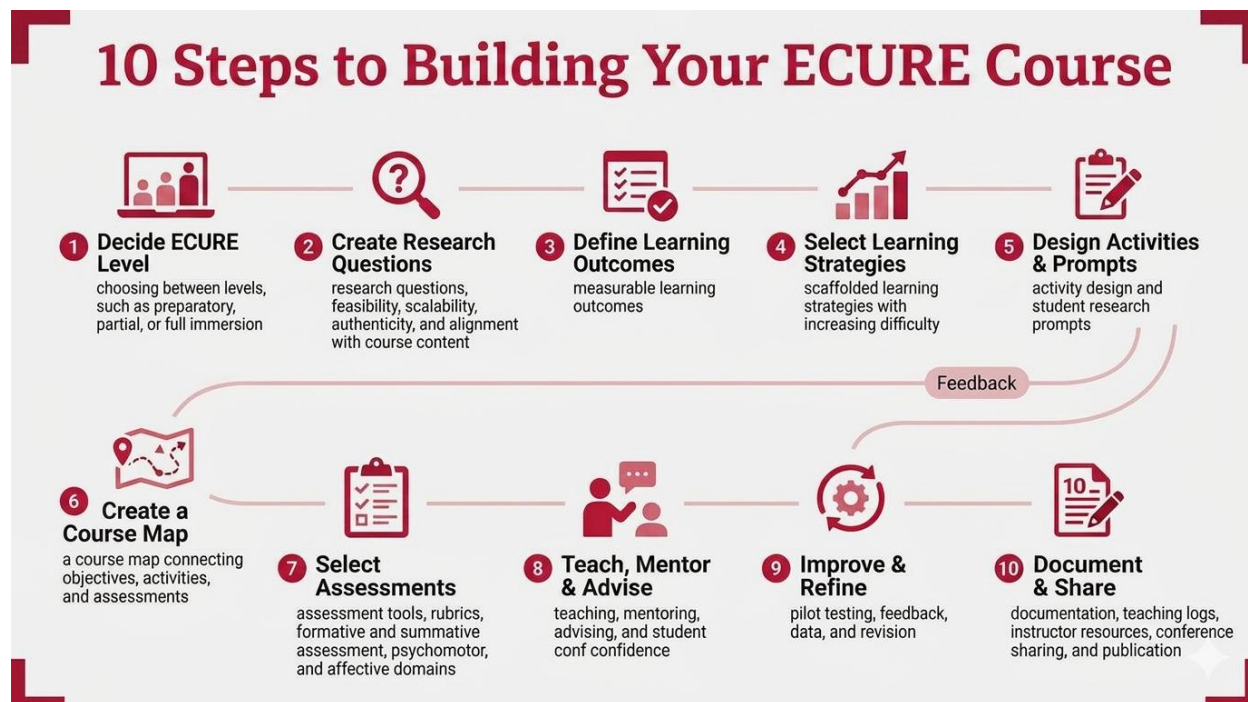 10 Steps to Building Your ECURE Course
1
Decide ECURE
Level
choosing between levels,
such as preparatory,
partial, or full immersion
2
Create Research
Questions
research questions,
feasibility, scalability,
authenticity, and alignment
with course content
3
Define Learning
Outcomes
measurable learning
outcomes
4
Select Learning
Strategies
scaffolded learning
strategies with
increasing difficulty
5
Design Activities
& Prompts
activity design and
student research
prompts
Feedback
6
Create a
Course Map
a course map connecting
objectives, activities,
and assessments
7
Select
Assessments
assessment tools, rubrics,
formative and summative
assessment, psychomotor,
and affective domains
8
Teach, Mentor
& Advise
teaching, mentoring,
advising, and student
conf confidence
9
Improve &
Refine
pilot testing, feedback,
data, and revision
10
10
Document
& Share
documentation, teaching logs,
instructor resources, conference
sharing, and publication